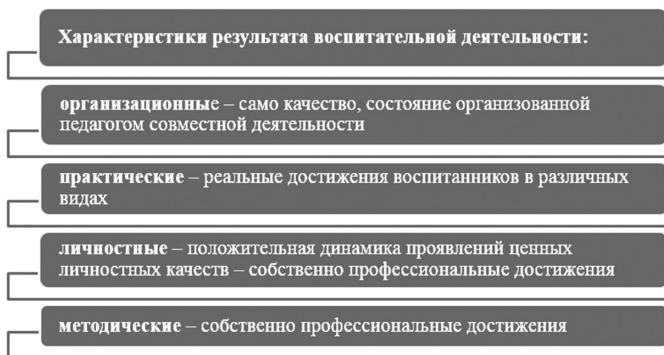 Характеристики результата воспитательной деятельности:
организационные – само качество, состояние организованной
педагогом совместной деятельности
практические – реальные достижения воспитанников в различных
видах
личностные – положительная динамика проявлений ценных
личностных качеств – собственно профессиональные достижения
методические – собственно профессиональные достижения